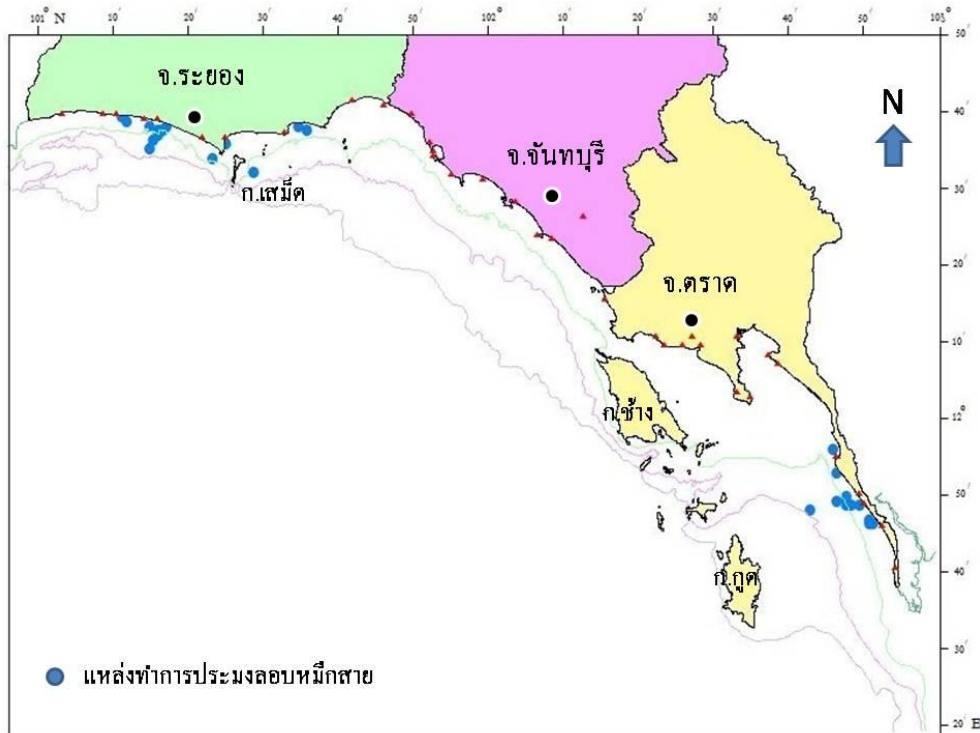 101° N 10′ 20′ 30′ 40′ 50′ 102° 10′ 20′ 30′ 40′ 103°
50′
จ.ระยอง
40′
N
จ.จันทบุรี
30′
ก.เสม็ด
20′
จ.ตราด
10′
ก.ช้าง
12°
50′
40′
ก.กูด
30′
แหล่งทำการประมงลอบหมึกสาย
20′ E